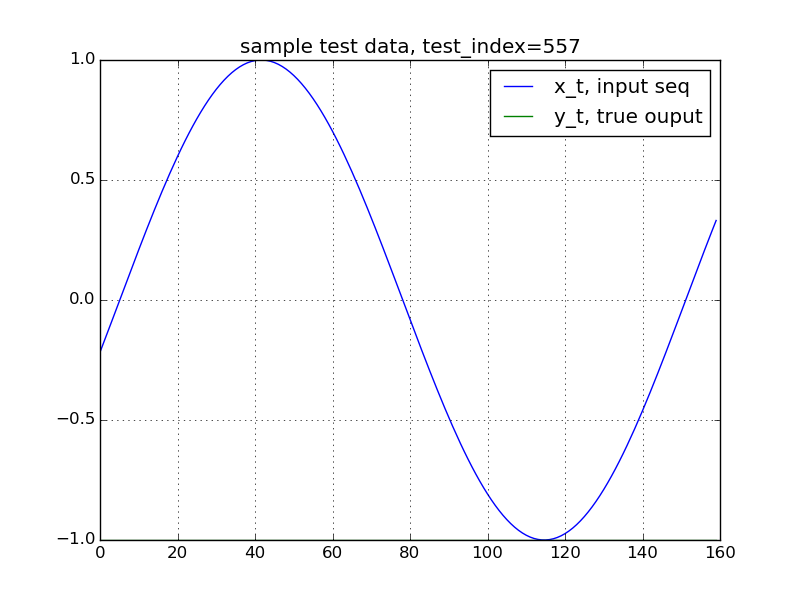 sample test data, test_index=557
x_t, input seq
y_t, true ouput
1.0
0.5
0.0
−0.5
−1.0
0 20 40 60 80 100 120 140 160